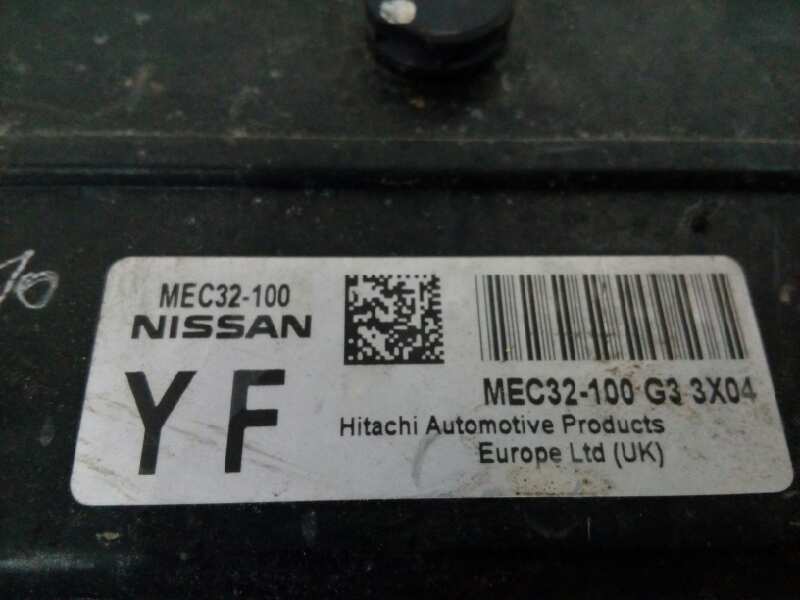 MEC32-100
NISSAN
YF
MEC32-100 G3 3X04
Hitachi Automotive Products
Europe Ltd (UK)